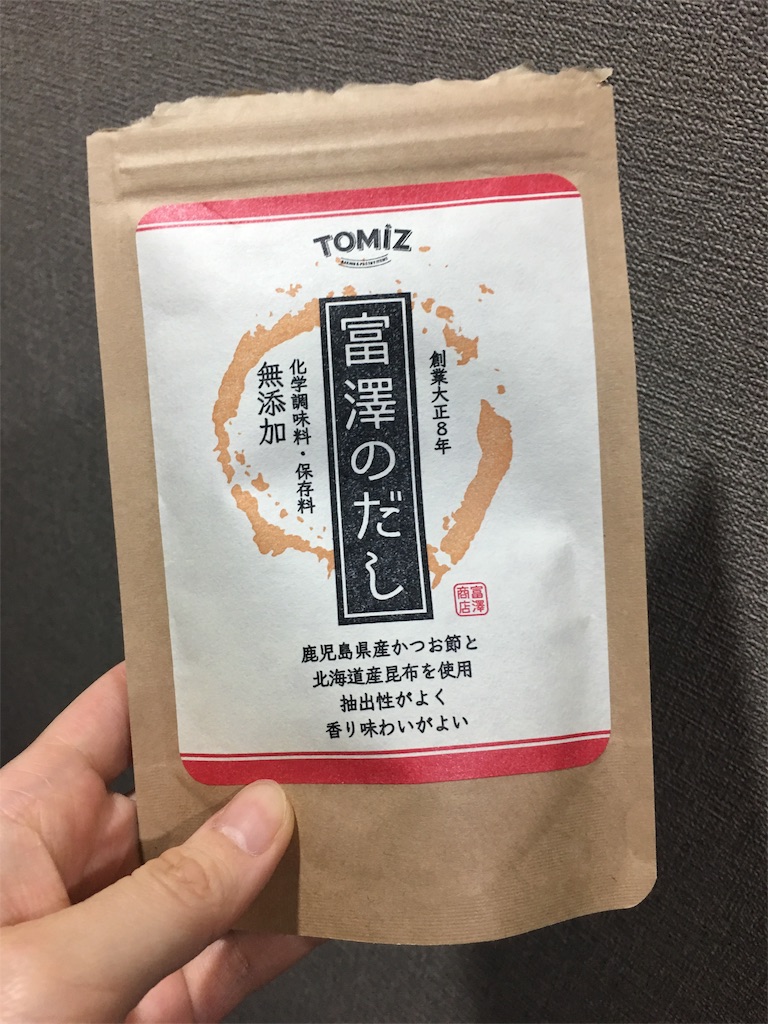 TOMIZ
創業大正8年
富澤のだし
化学調味料・保存料
無添加
富澤
商店
鹿児島県産かつお節と
北海道産昆布を使用
抽出性がよく
香り味わいがよい